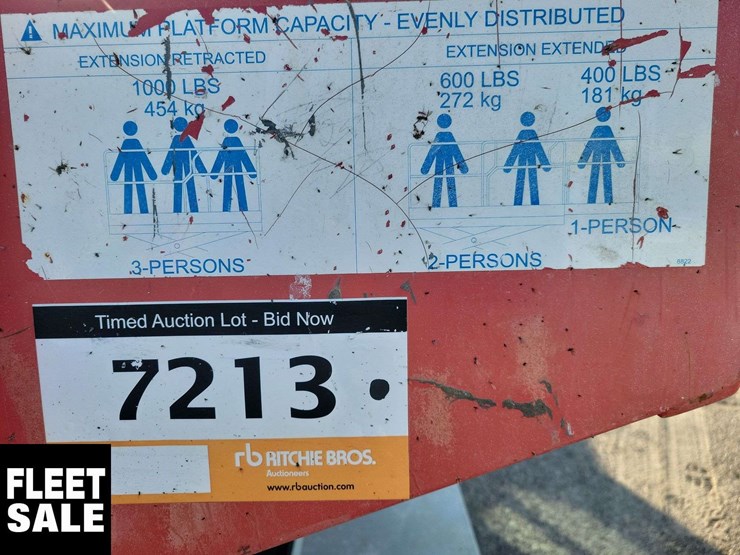 MAXIMUM PLATFORM CAPACITY - EVENLY DISTRIBUTED
EXTENSION RETRACTED
1000 LBS
454 kg
3-PERSONS
EXTENSION EXTENDED
600 LBS
272 kg
2-PERSONS
400 LBS
181 kg
1-PERSON
Timed Auction Lot - Bid Now
7213.
rb RITCHIE BROS.
Auctioneers
www.rbauction.com
FLEET
SALE